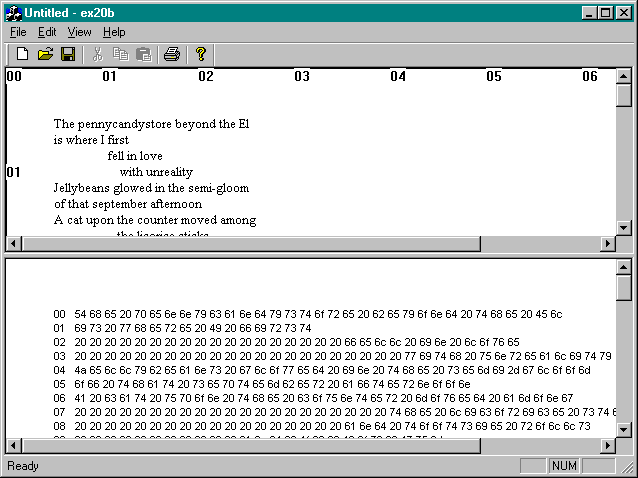 Untitled - ex20b
File Edit View Help
00 01 02 03 04 05 06
The pennycandystore beyond the El
is where I first
fell in love
01 with unreality
Jellybeans glowed in the semi-gloom
of that september afternoon
A cat upon the counter moved among
the licorice sticks
00 54 68 65 20 70 65 6e 6e 79 63 61 6e 64 79 73 74 6f 72 65 20 62 65 79 6f 6e 64 20 74 68 65 20 45 6c
01 69 73 20 77 68 65 72 65 20 49 20 66 69 72 73 74
02 20 20 20 20 20 20 20 20 20 20 20 20 20 20 20 20 20 20 66 65 6c 6c 20 69 6e 20 6c 6f 76 65
03 20 20 20 20 20 20 20 20 20 20 20 20 20 20 20 20 20 20 20 20 20 20 77 69 74 68 20 75 6e 72 65 61 6c 69 74 79
04 4a 65 6c 6c 79 62 65 61 6e 73 20 67 6c 6f 77 65 64 20 69 6e 20 74 68 65 20 73 65 6d 69 2d 67 6c 6f 6f 6d
05 6f 66 20 74 68 61 74 20 73 65 70 74 65 6d 62 65 72 20 61 66 74 65 72 6e 6f 6f 6e
06 41 20 63 61 74 20 75 70 6f 6e 20 74 68 65 20 63 6f 75 6e 74 65 72 20 6d 6f 76 65 64 20 61 6d 6f 6e 67
07 20 20 20 20 20 20 20 20 20 20 20 20 20 20 20 20 20 20 20 20 20 74 68 65 20 6c 69 63 6f 72 69 63 65 20 73 74
08 20 20 20 20 20 20 20 20 20 20 20 20 20 20 20 20 20 20 61 6e 64 20 74 6f 6f 74 73 69 65 20 72 6f 6c 6c 73
Ready NUM